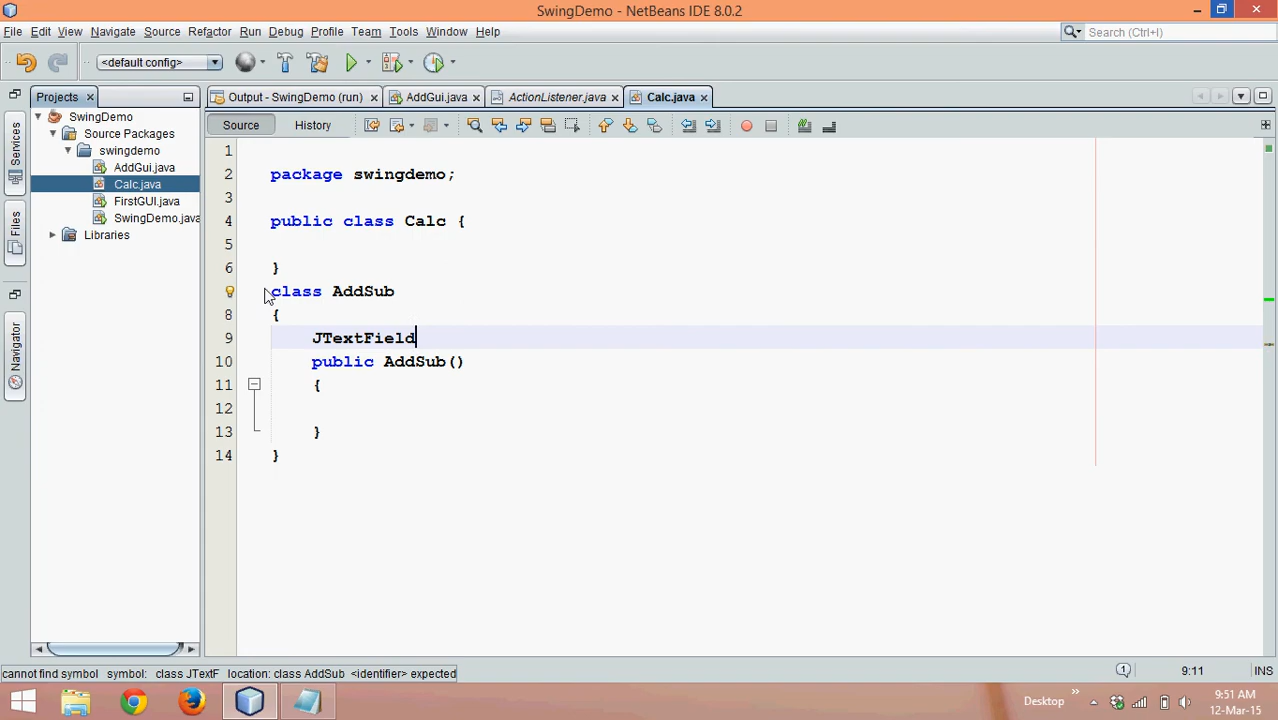 SwingDemo - NetBeans IDE 8.0.2
File Edit View Navigate Source Refactor Run Debug Profile Team Tools Window Help
Search (Ctrl+I)
<default config>
Projects
Output - SwingDemo (run)
AddGui.java
ActionListener.java
Calc.java
Source
History
Services
Files
Navigator
SwingDemo
Source Packages
swingdemo
AddGui.java
Calc.java
FirstGUI.java
SwingDemo.java
Libraries
1
2 package swingdemo;
3
4 public class Calc {
5
6 }
class AddSub
8 {
9 JTextField
10 public AddSub()
11 {
12
13 }
14 }
cannot find symbol symbol: class JTextF location: class AddSub <identifier> expected
1
9:11
INS
Desktop
9:51 AM
12-Mar-15